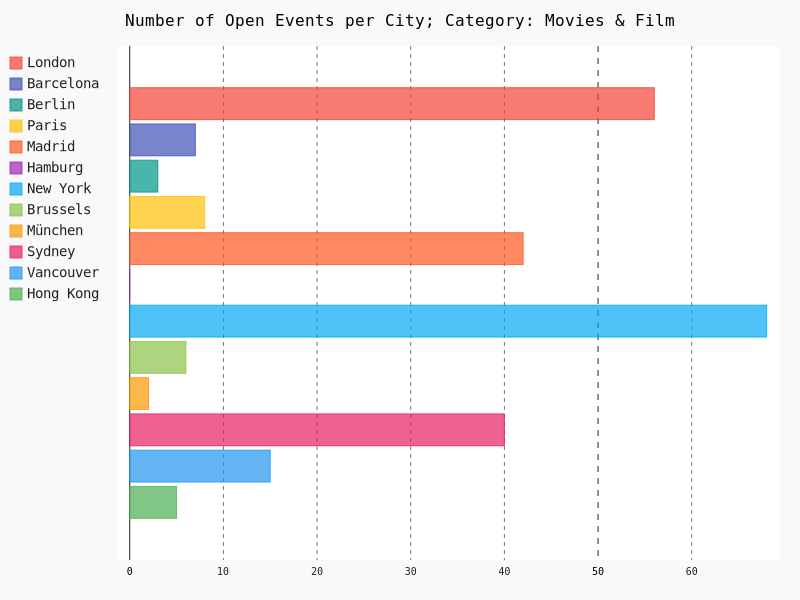 Number of Open Events per City; Category: Movies & Film
London
Barcelona
Berlin
Paris
Madrid
Hamburg
New York
Brussels
München
Sydney
Vancouver
Hong Kong
0 10 20 30 40 50 60